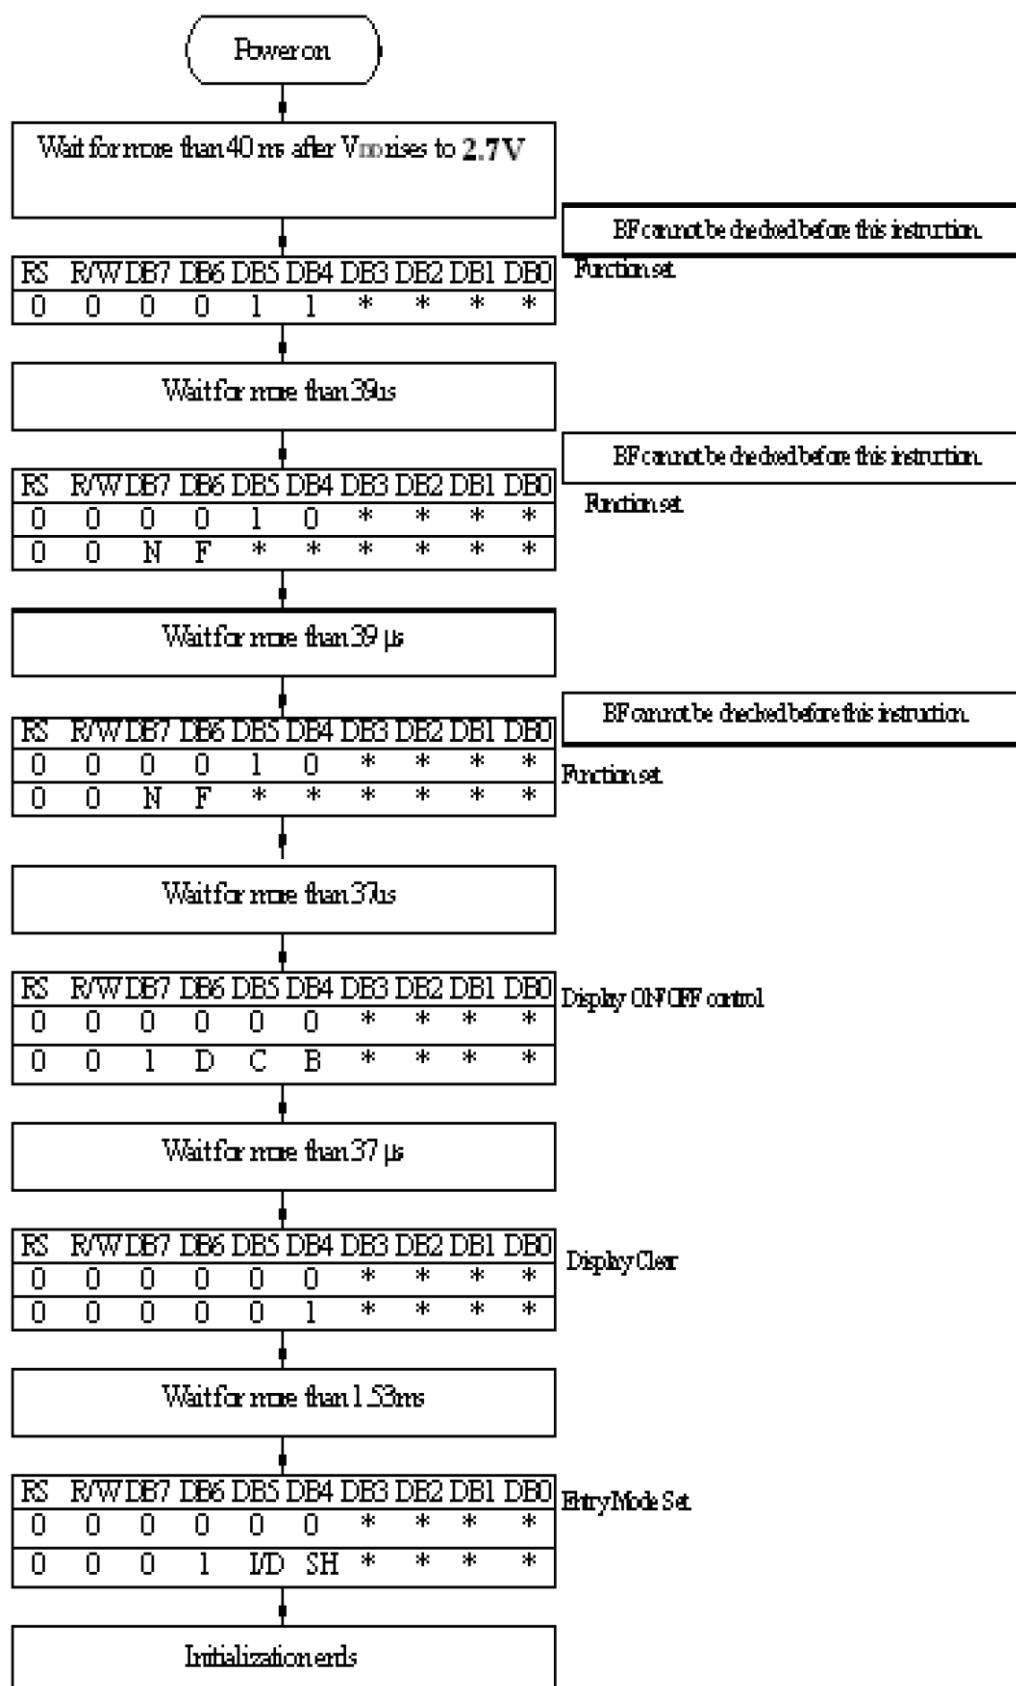 Power on
Wait for more than 40 ms after VDD rises to 2.7V
BF cannot be checked before this instruction.
RS R/W DB7 DB6 DB5 DB4 DB3 DB2 DB1 DB0
Function set
0 0 0 0 1 1 * * * *
Wait for more than 39us
BF cannot be checked before this instruction.
RS R/W DB7 DB6 DB5 DB4 DB3 DB2 DB1 DB0
Function set
0 0 0 0 1 0 * * * *
0 0 N F * * * * * *
Wait for more than 39 μs
BF cannot be checked before this instruction.
RS R/W DB7 DB6 DB5 DB4 DB3 DB2 DB1 DB0
0 0 0 0 1 0 * * * *
Function set
0 0 N F * * * * * *
Wait for more than 37us
RS R/W DB7 DB6 DB5 DB4 DB3 DB2 DB1 DB0
Display ON/OFF control
0 0 0 0 0 0 * * * *
0 0 1 D C B * * * *
Wait for more than 37 μs
RS R/W DB7 DB6 DB5 DB4 DB3 DB2 DB1 DB0
Display Clear
0 0 0 0 0 0 * * * *
0 0 0 0 0 1 * * * *
Wait for more than 1.53ms
RS R/W DB7 DB6 DB5 DB4 DB3 DB2 DB1 DB0
Entry Mode Set
0 0 0 0 0 0 * * * *
0 0 0 1 I/D SH * * * *
Initialization ends